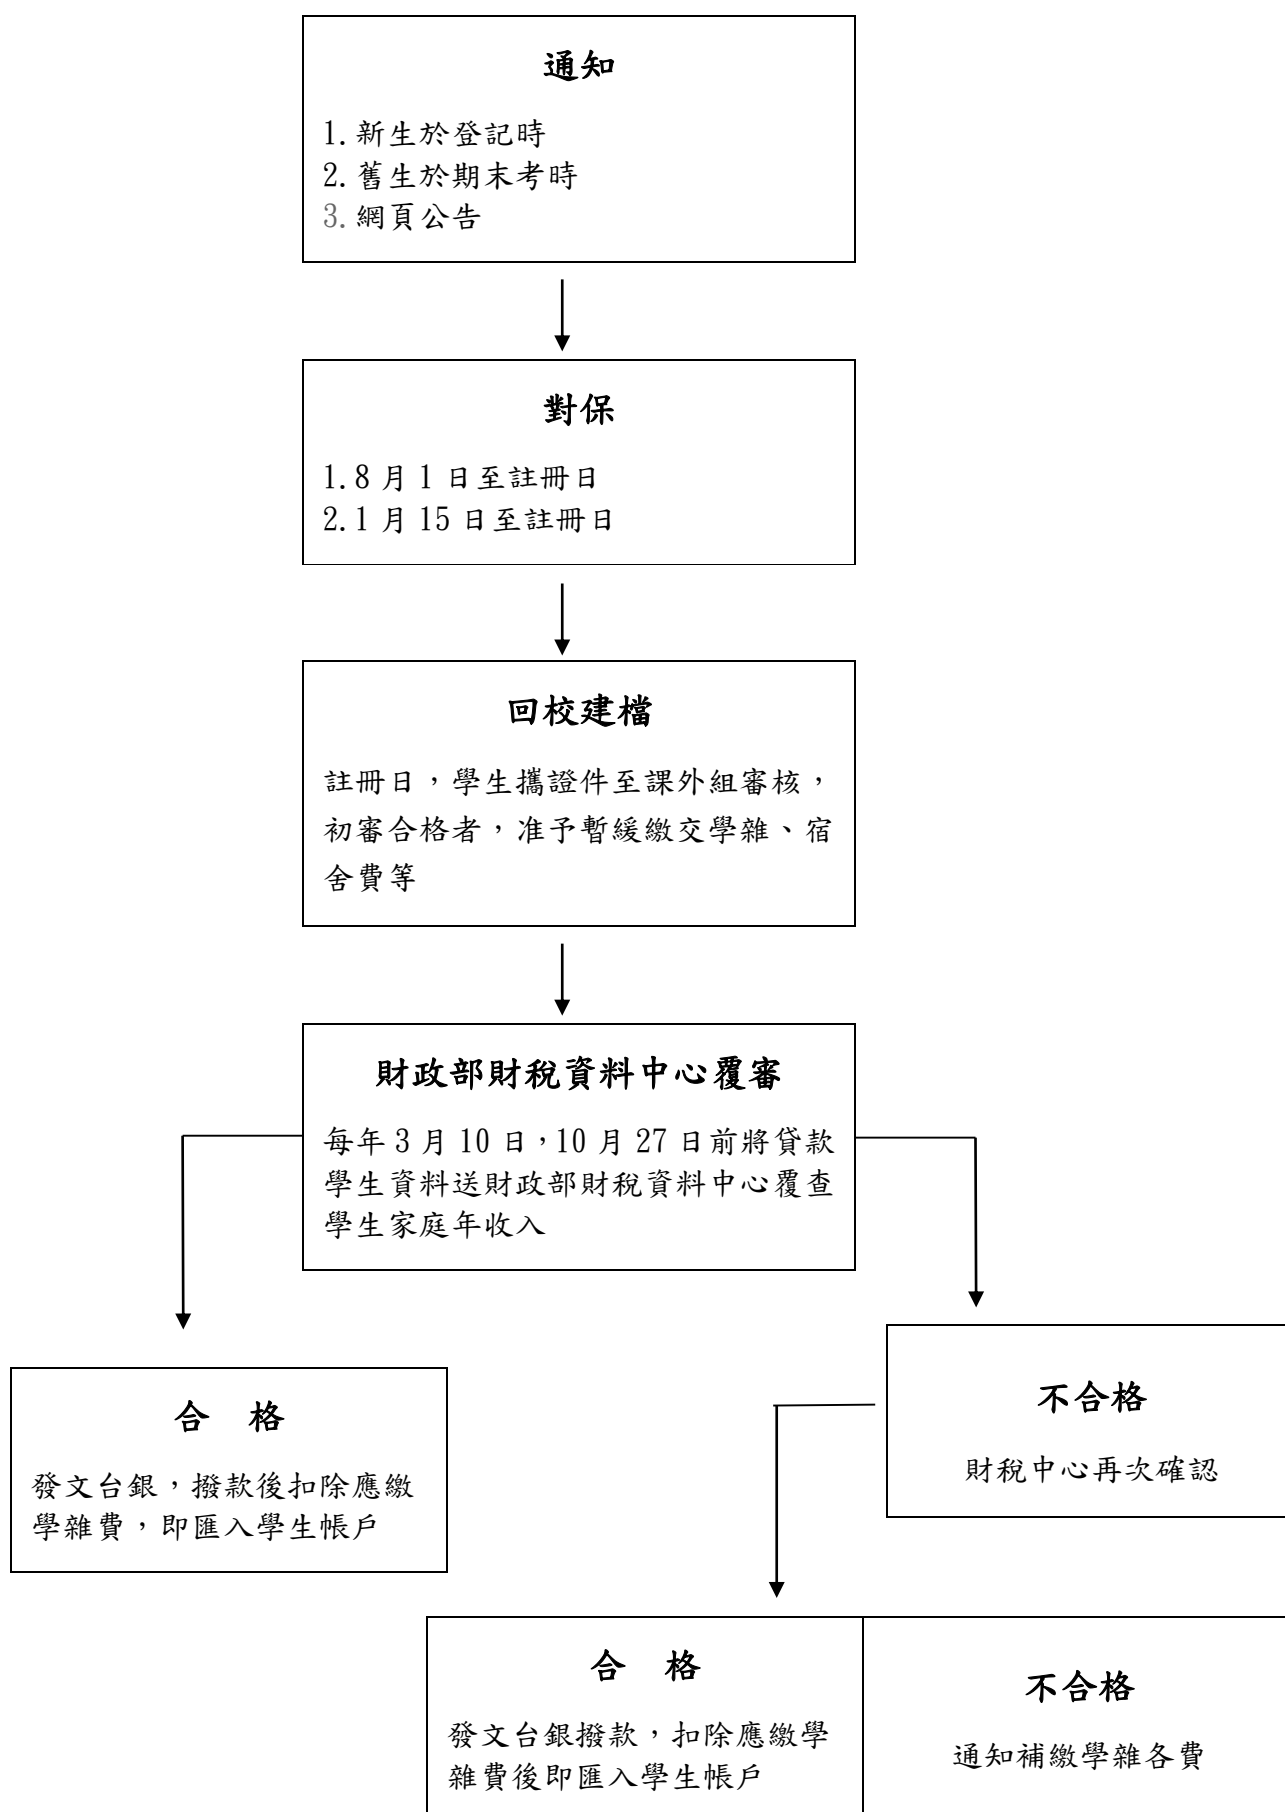 通知
1.新生於登記時
2.舊生於期末考時
3.網頁公告
對保
1.8 月 1 日至註冊日
2.1 月 15 日至註冊日
回校建檔
註冊日，學生攜證件至課外組審核，
初審合格者，准予暫緩繳交學雜、宿
舍費等
財政部財稅資料中心覆審
每年 3 月 10 日，10 月 27 日前將貸款
學生資料送財政部財稅資料中心覆查
學生家庭年收入
合　格
發文台銀，撥款後扣除應繳
學雜費，即匯入學生帳戶
不合格
財稅中心再次確認
合　格
發文台銀撥款，扣除應繳學
雜費後即匯入學生帳戶
不合格
通知補繳學雜各費